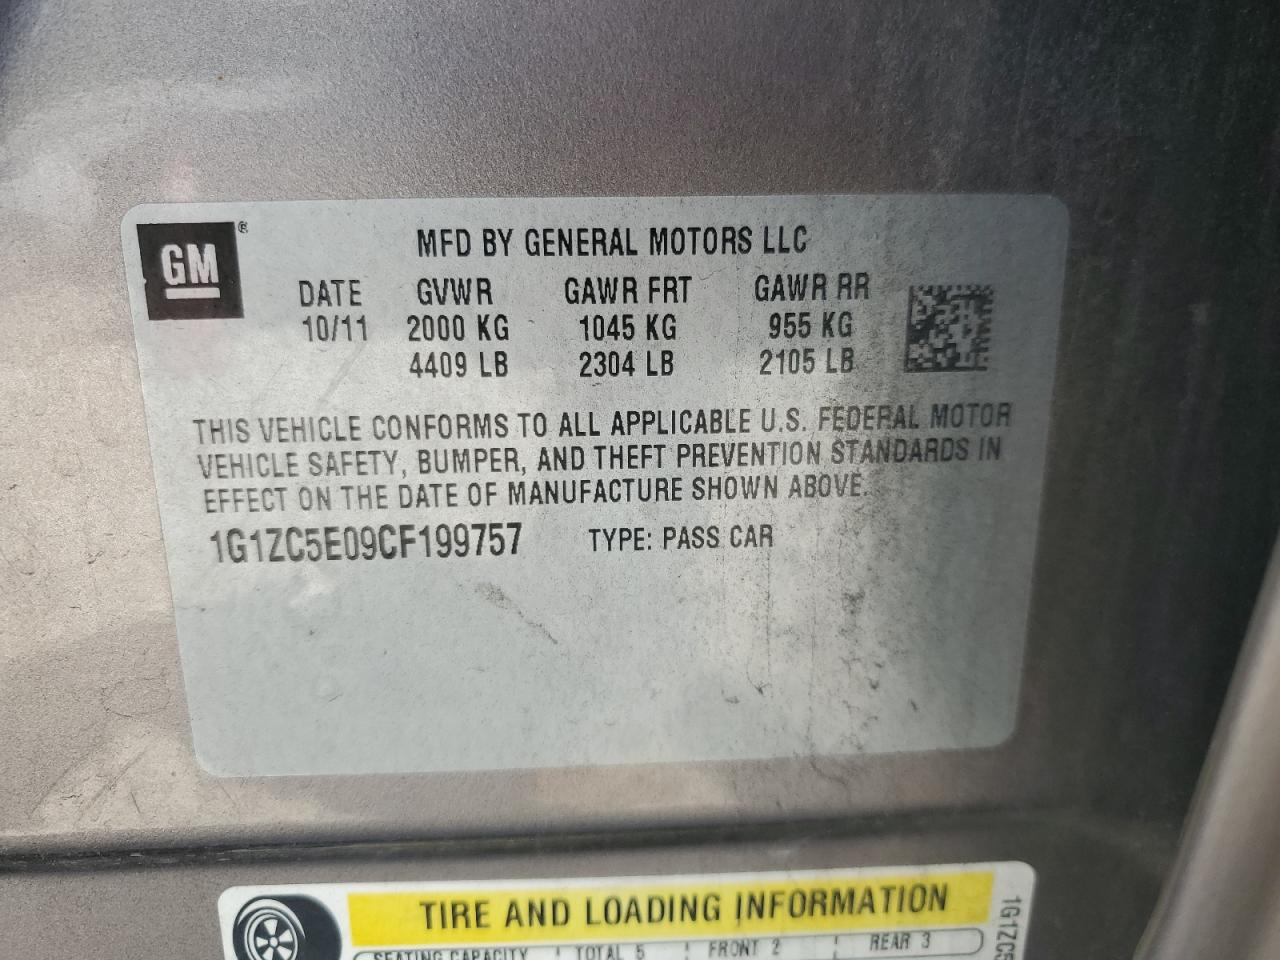 GM®
MFD BY GENERAL MOTORS LLC
DATE GVWR GAWR FRT GAWR RR
10/11 2000 KG 1045 KG 955 KG
4409 LB 2304 LB 2105 LB
THIS VEHICLE CONFORMS TO ALL APPLICABLE U.S. FEDERAL MOTOR
VEHICLE SAFETY, BUMPER, AND THEFT PREVENTION STANDARDS IN
EFFECT ON THE DATE OF MANUFACTURE SHOWN ABOVE.
1G1ZC5E09CF199757 TYPE: PASS CAR
TIRE AND LOADING INFORMATION
SEATING CAPACITY TOTAL 5 FRONT 2 REAR 3
1G1ZC5